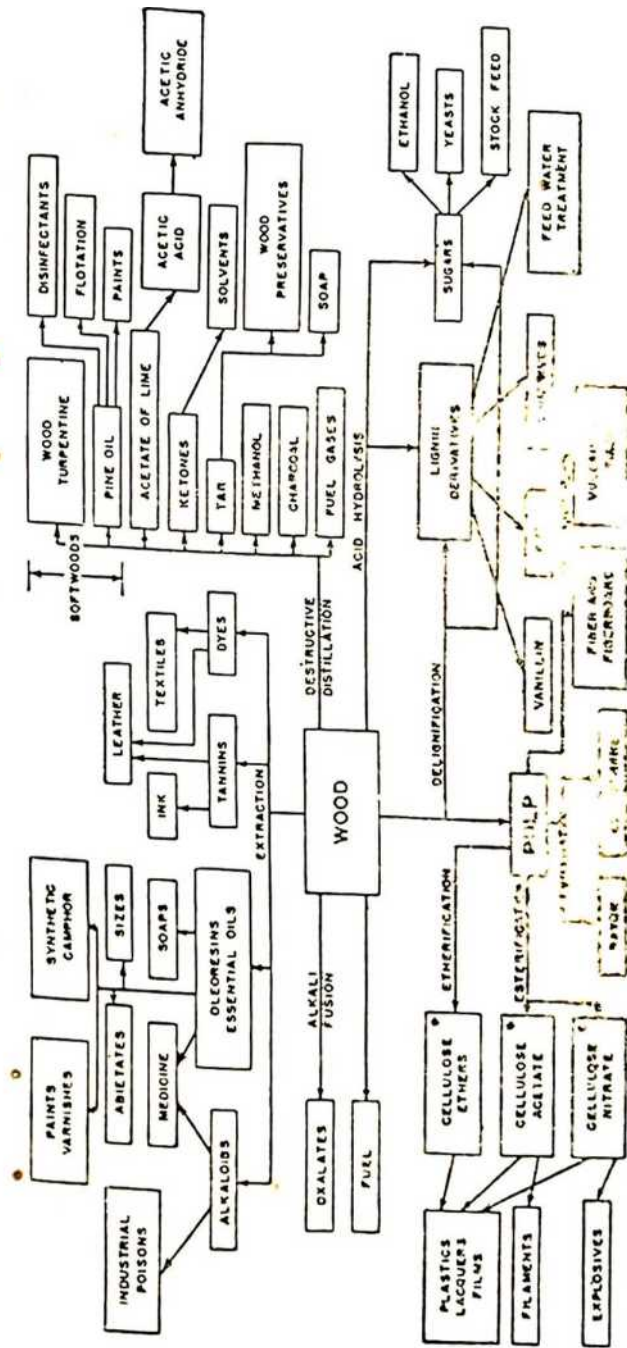 PAINTS
VARNISHES
SYNTHETIC
CAMPHOR
ABIETATES
SIZES
INDUSTRIAL
POISONS
MEDICINE
SOAPS
ALKALOIDS
OLEORESINS
ESSENTIAL OILS
INK
LEATHER
TEXTILES
TANNINS
DYES
EXTRACTION
SOFTWOODS
WOOD
TURPENTINE
DISINFECTANTS
FLOTATION
PAINTS
PINE OIL
ACETATE OF LIME
ACETIC
ACID
ACETIC
ANHYDRIDE
KETONES
SOLVENTS
TAR
WOOD
PRESERVATIVES
SOAP
METHANOL
CHARCOAL
FUEL GASES
DESTRUCTIVE
DISTILLATION
ALKALI
FUSION
OXALATES
FUEL
WOOD
ACID HYDROLYSIS
SUGARS
ETHANOL
YEASTS
STOCK FEED
DELIGNIFICATION
LIGNIN
DERIVATIVES
VANILLIN
FEED WATER
TREATMENT
PULP
ETHERIFICATION
ESTERIFICATION
CELLULOSE
ETHERS
CELLULOSE
ACETATE
CELLULOSE
NITRATE
PLASTICS
LACQUERS
FILMS
FILAMENTS
EXPLOSIVES
FIBER AND
FIBERBOARD